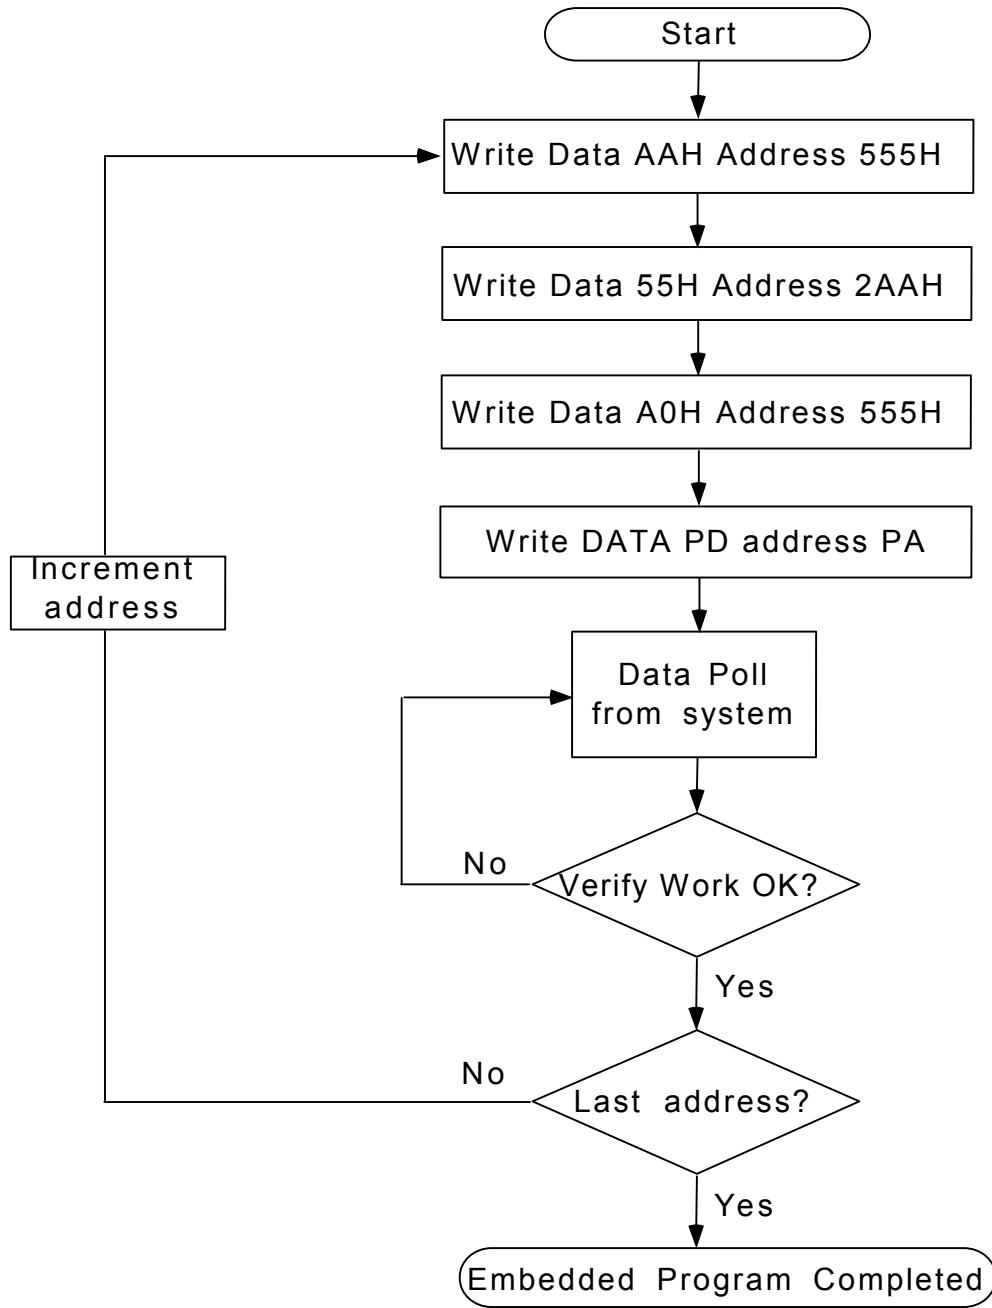 Start
Write Data AAH Address 555H
Write Data 55H Address 2AAH
Write Data A0H Address 555H
Write DATA PD address PA
Increment
address
Data Poll
from system
No
Verify Work OK?
Yes
No
Last address?
Yes
Embedded Program Completed